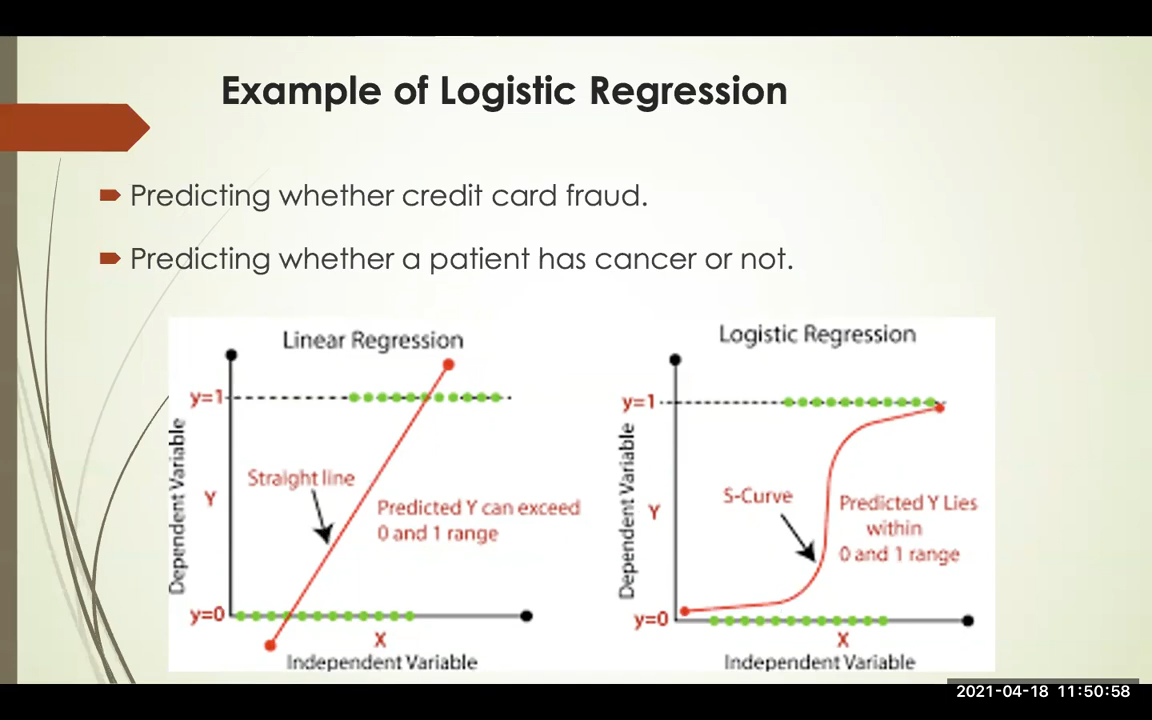 Example of Logistic Regression
Predicting whether credit card fraud.
Predicting whether a patient has cancer or not.
Linear Regression
y=1
Dependent Variable
Y
Straight line
Predicted Y can exceed
0 and 1 range
y=0
X
Independent Variable
Logistic Regression
y=1
Dependent Variable
Y
S-Curve
Predicted Y Lies
within
0 and 1 range
y=0
X
Independent Variable
2021-04-18 11:50:58